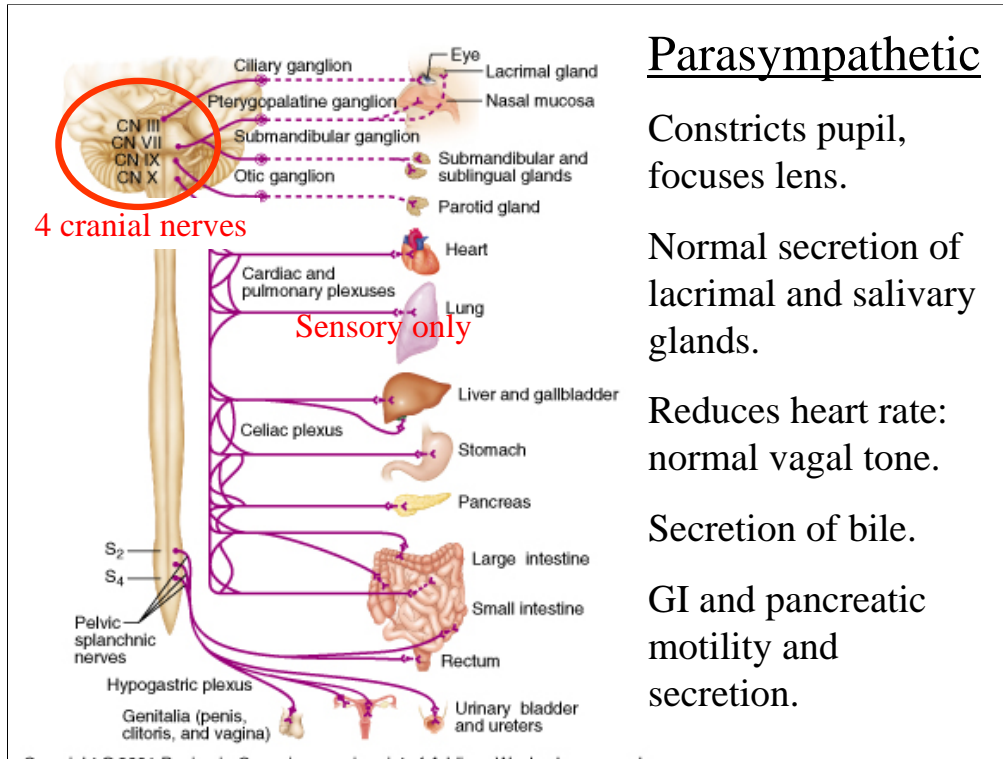 Parasympathetic
Constricts pupil,
focuses lens.
Normal secretion of
lacrimal and salivary
glands.
Reduces heart rate:
normal vagal tone.
Secretion of bile.
GI and pancreatic
motility and
secretion.
Ciliary ganglion
Eye
Lacrimal gland
Pterygopalatine ganglion
Nasal mucosa
CN III
CN VII
CN IX
CN X
Submandibular ganglion
Submandibular and
sublingual glands
Otic ganglion
Parotid gland
4 cranial nerves
Heart
Cardiac and
pulmonary plexuses
Lung
Sensory only
Liver and gallbladder
Celiac plexus
Stomach
Pancreas
Large intestine
Small intestine
S2
S4
Pelvic
splanchnic
nerves
Rectum
Hypogastric plexus
Genitalia (penis,
clitoris, and vagina)
Urinary bladder
and ureters